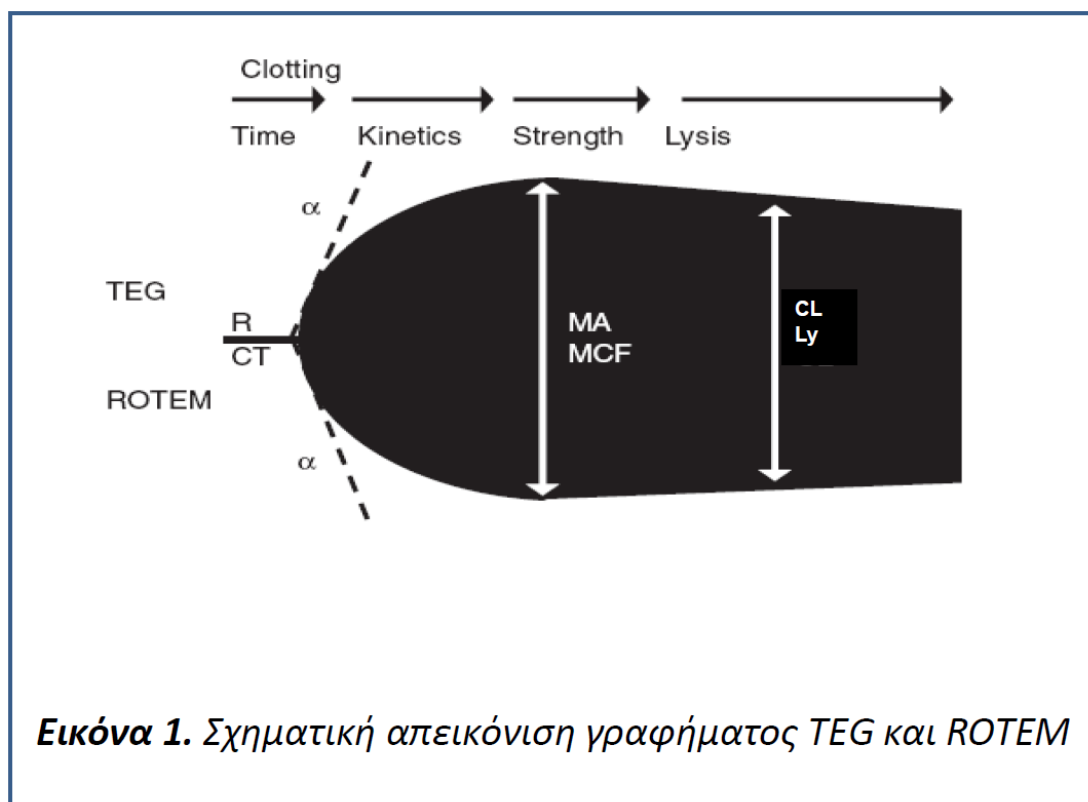 Clotting
Time Kinetics Strength Lysis
α
TEG
R
CT
ROTEM
α
MA
MCF
CL
Ly
Εικόνα 1. Σχηματική απεικόνιση γραφήματος TEG και ROTEM